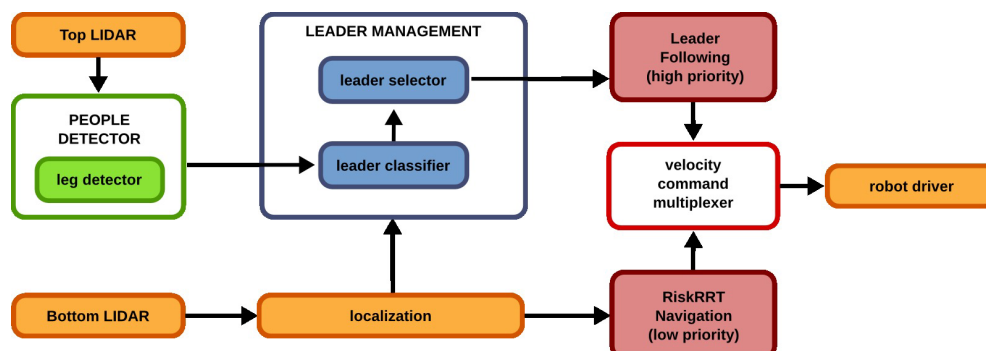 Top LIDAR
PEOPLE
DETECTOR
leg detector
LEADER MANAGEMENT
leader selector
leader classifier
Leader
Following
(high priority)
velocity
command
multiplexer
robot driver
Bottom LIDAR
localization
RiskRRT
Navigation
(low priority)